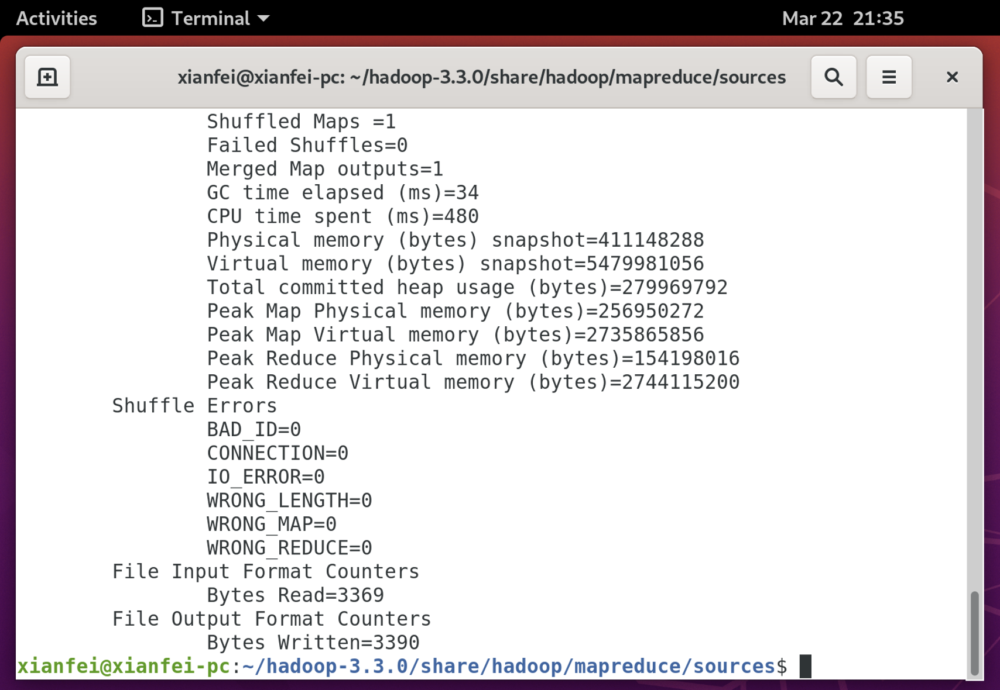 Activities Terminal Mar 22 21:35
xianfei@xianfei-pc: ~/hadoop-3.3.0/share/hadoop/mapreduce/sources
Shuffled Maps =1
Failed Shuffles=0
Merged Map outputs=1
GC time elapsed (ms)=34
CPU time spent (ms)=480
Physical memory (bytes) snapshot=411148288
Virtual memory (bytes) snapshot=5479981056
Total committed heap usage (bytes)=279969792
Peak Map Physical memory (bytes)=256950272
Peak Map Virtual memory (bytes)=2735865856
Peak Reduce Physical memory (bytes)=154198016
Peak Reduce Virtual memory (bytes)=2744115200
Shuffle Errors
BAD_ID=0
CONNECTION=0
IO_ERROR=0
WRONG_LENGTH=0
WRONG_MAP=0
WRONG_REDUCE=0
File Input Format Counters
Bytes Read=3369
File Output Format Counters
Bytes Written=3390
xianfei@xianfei-pc:~/hadoop-3.3.0/share/hadoop/mapreduce/sources$